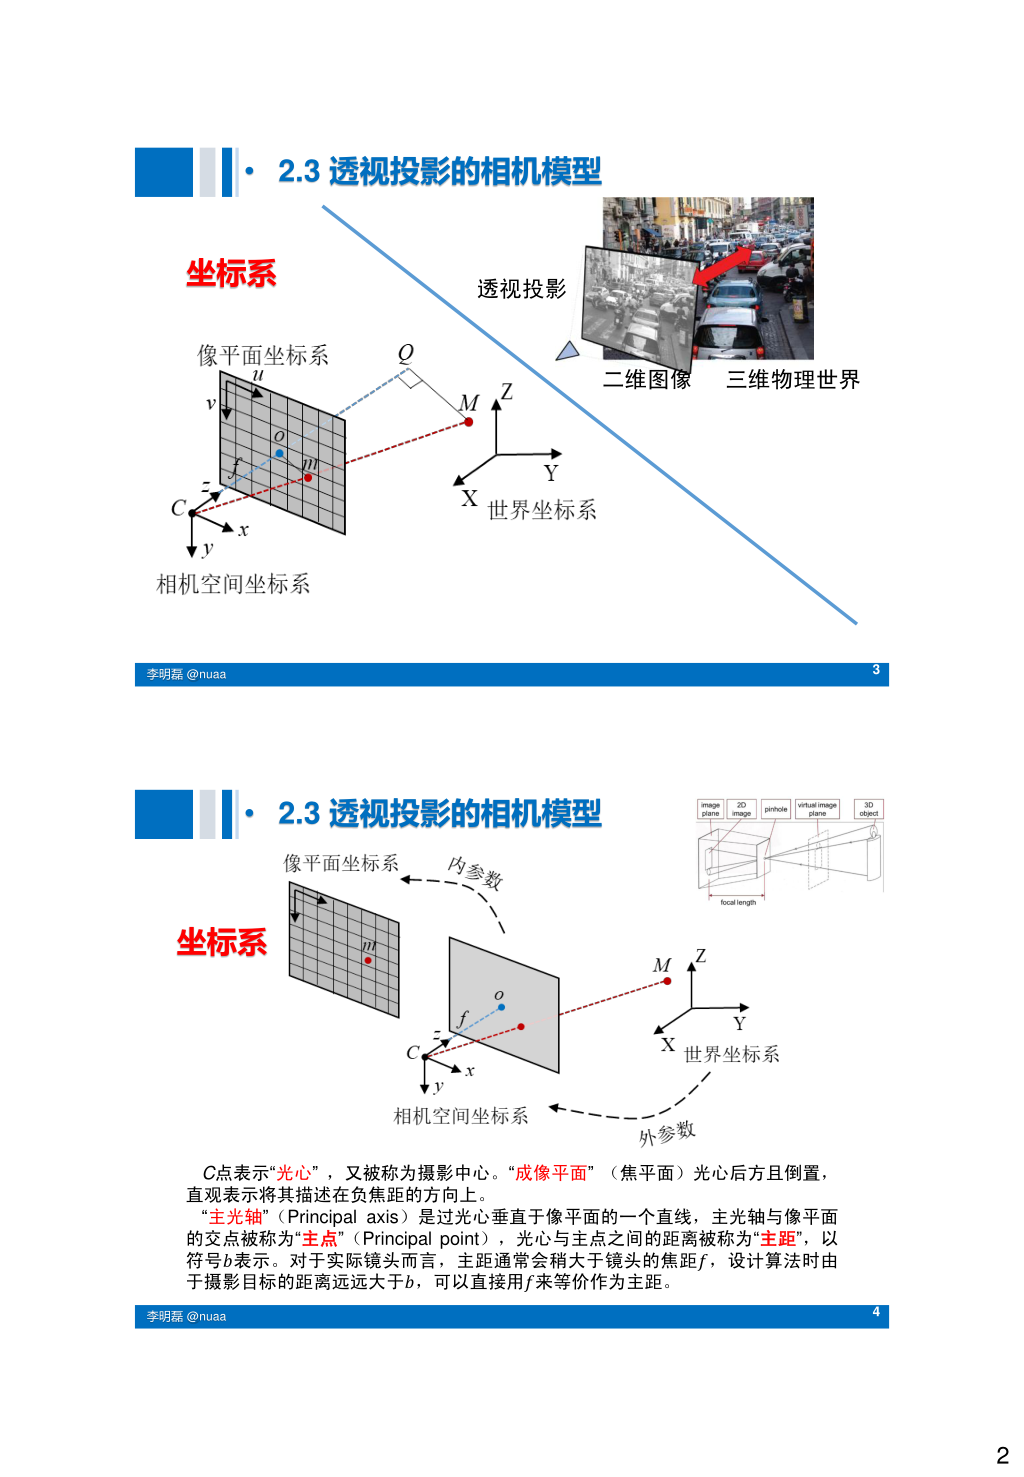 • 2.3 透视投影的相机模型
坐标系
透视投影
二维图像 三维物理世界
像平面坐标系
u
v
o
m
f
Q
M
Z
Y
X
世界坐标系
z
C
x
y
相机空间坐标系
李明磊 @nuaa 3
• 2.3 透视投影的相机模型
image plane
2D image
pinhole
virtual image plane
3D object
focal length
像平面坐标系
内参数
坐标系
m
o
f
M
Z
Y
X
世界坐标系
z
C
x
y
相机空间坐标系
外参数
C点表示“光心” ，又被称为摄影中心。“成像平面” （焦平面）光心后方且倒置，
直观表示将其描述在负焦距的方向上。
“主光轴”（Principal axis）是过光心垂直于像平面的一个直线，主光轴与像平面
的交点被称为“主点”（Principal point），光心与主点之间的距离被称为“主距”，以
符号b表示。对于实际镜头而言，主距通常会稍大于镜头的焦距f，设计算法时由
于摄影目标的距离远远大于b，可以直接用f来等价作为主距。
李明磊 @nuaa 4
2